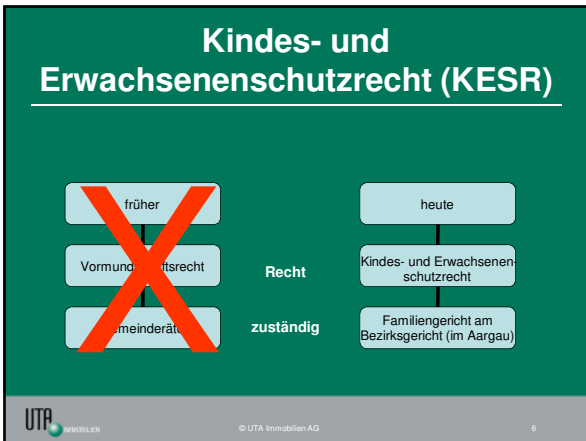 Kindes- und
Erwachsenenschutzrecht (KESR)
früher
heute
Recht
Kindes- und Erwachsenen-
schutzrecht
zuständig
Familiengericht am
Bezirksgericht (im Aargau)
UTA IMMOBILIEN
© UTA Immobilien AG
6